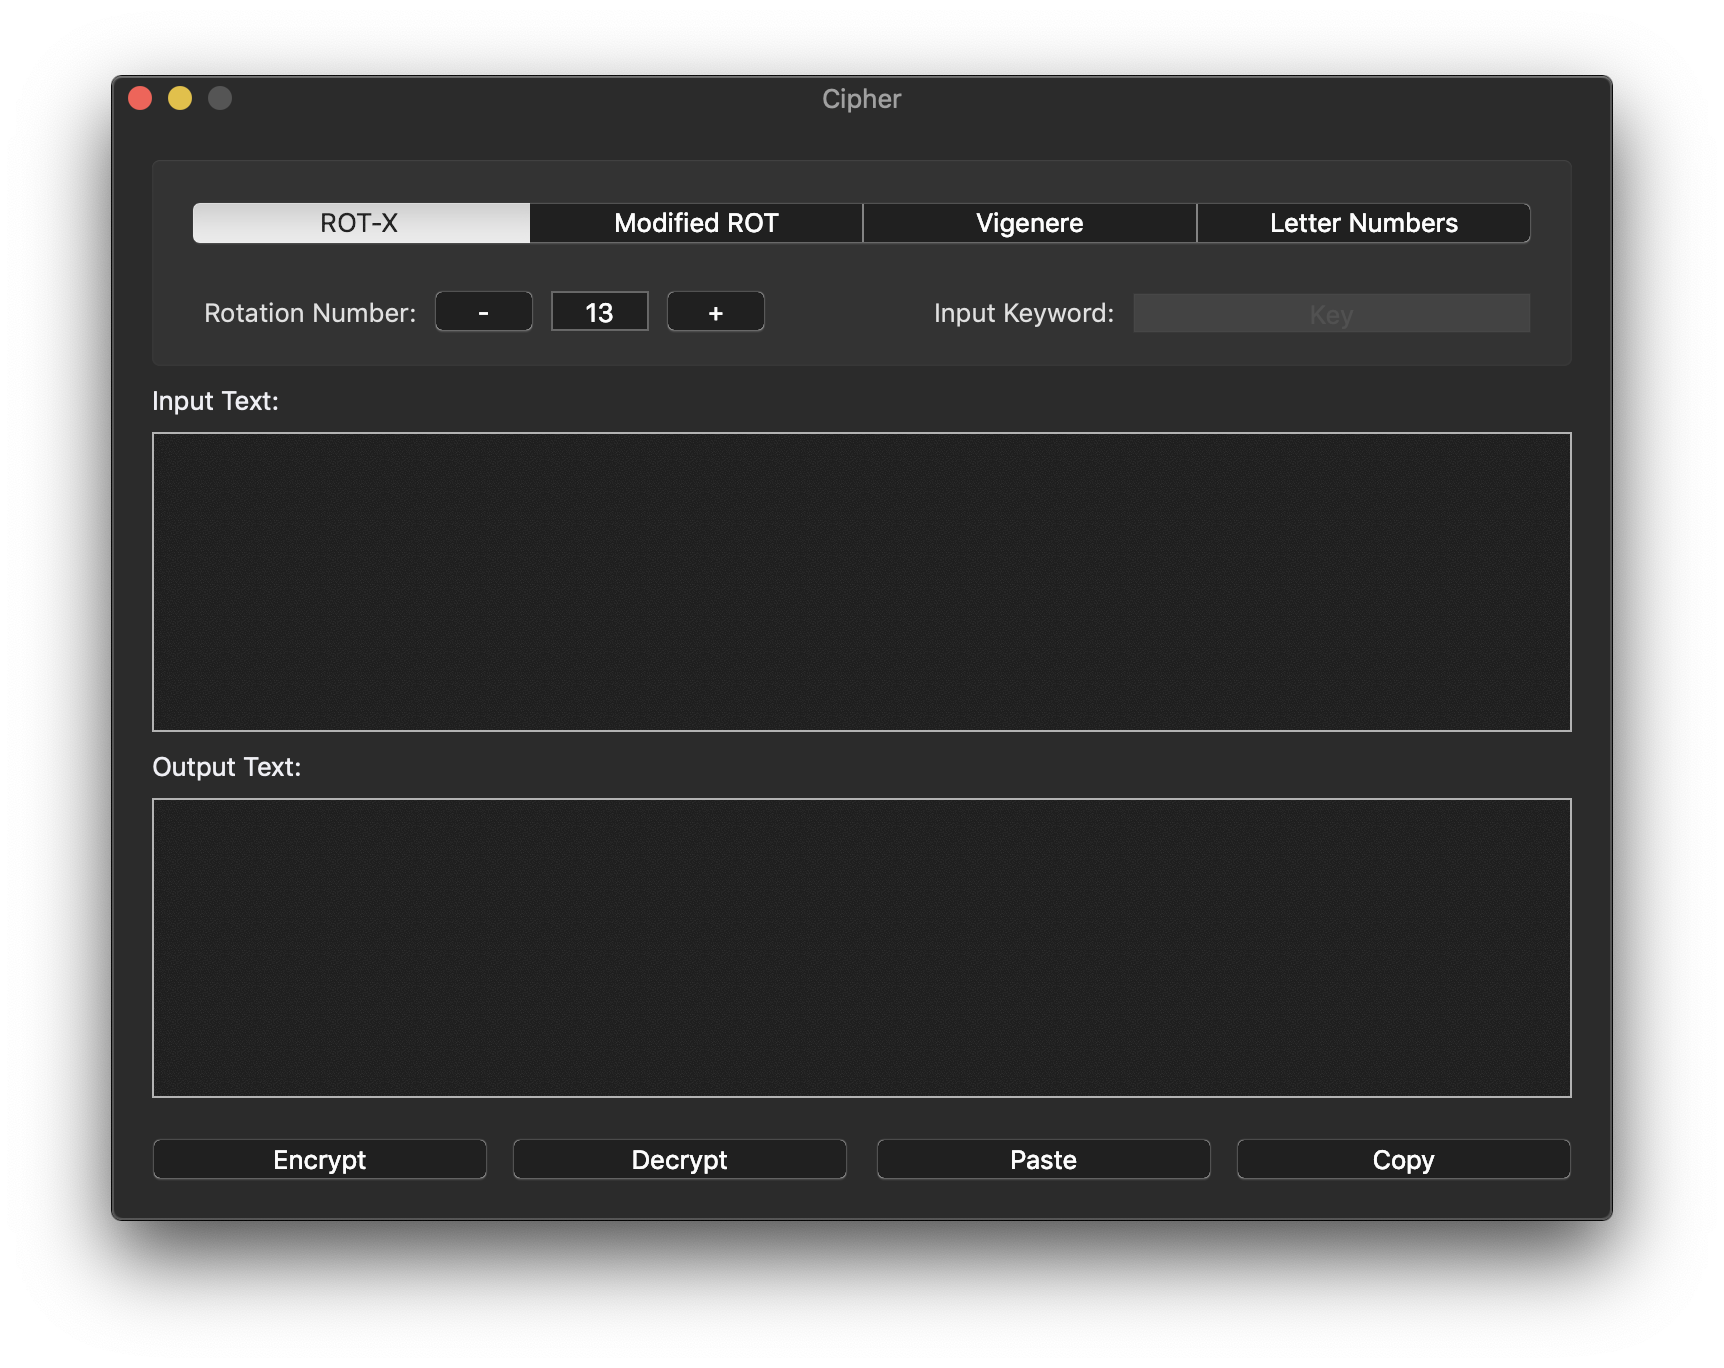 Cipher
ROT-X Modified ROT Vigenere Letter Numbers
Rotation Number: - 13 + Input Keyword: Key
Input Text:
Output Text:
Encrypt Decrypt Paste Copy